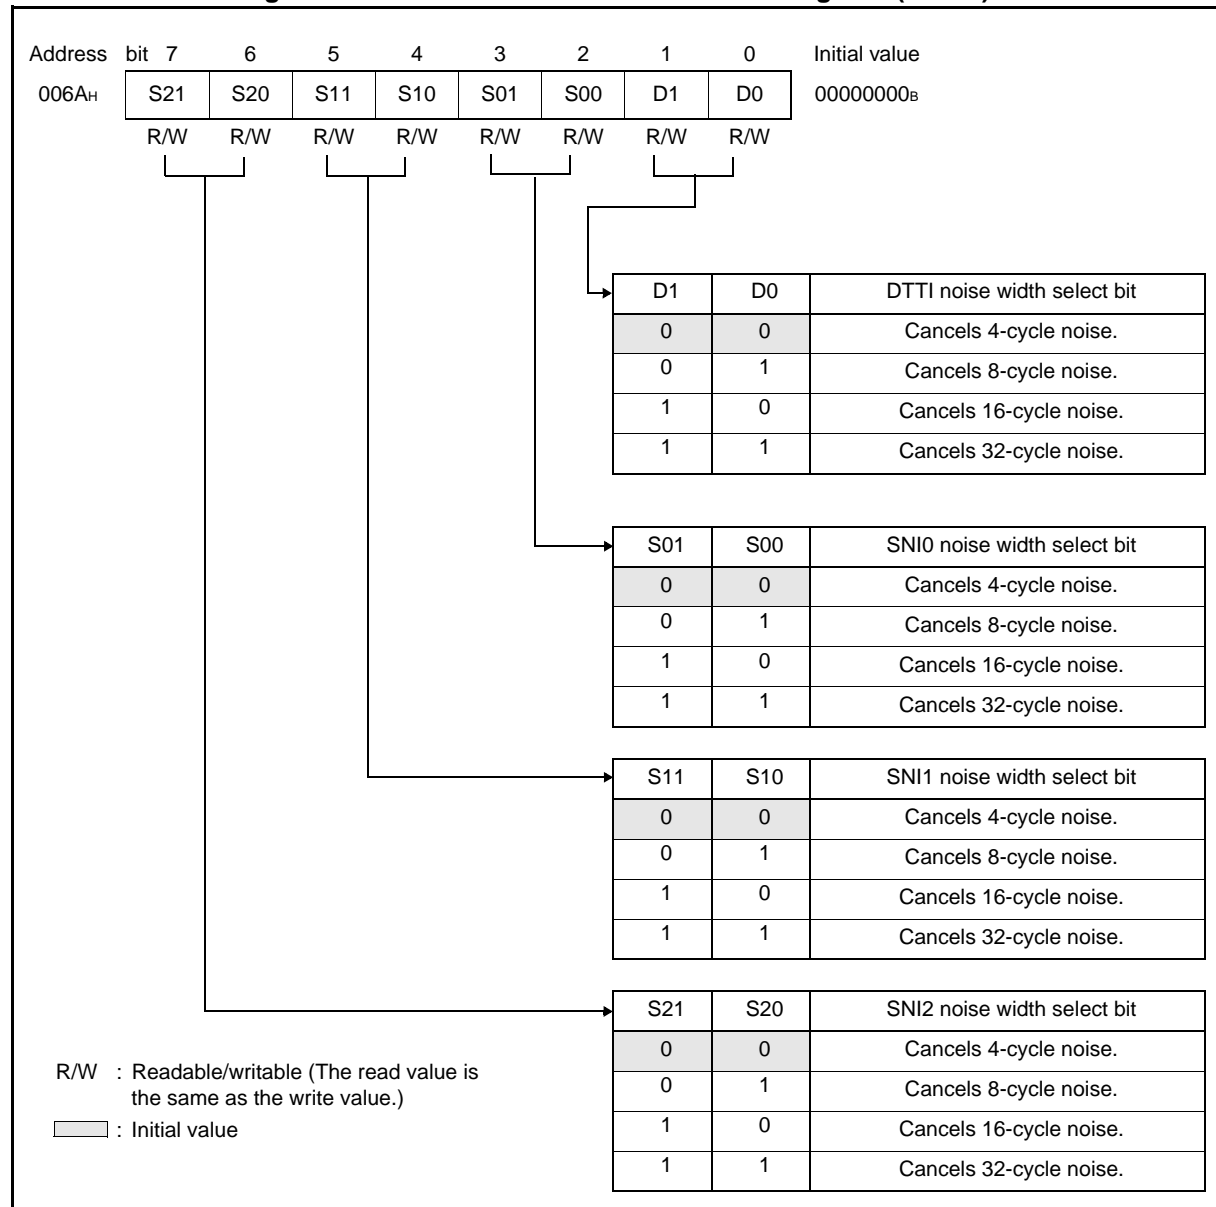 Address bit 7 6 5 4 3 2 1 0 Initial value
006AH S21 S20 S11 S10 S01 S00 D1 D0 00000000B
R/W R/W R/W R/W R/W R/W R/W R/W
D1 D0 DTTI noise width select bit
0 0 Cancels 4-cycle noise.
0 1 Cancels 8-cycle noise.
1 0 Cancels 16-cycle noise.
1 1 Cancels 32-cycle noise.
S01 S00 SNI0 noise width select bit
0 0 Cancels 4-cycle noise.
0 1 Cancels 8-cycle noise.
1 0 Cancels 16-cycle noise.
1 1 Cancels 32-cycle noise.
S11 S10 SNI1 noise width select bit
0 0 Cancels 4-cycle noise.
0 1 Cancels 8-cycle noise.
1 0 Cancels 16-cycle noise.
1 1 Cancels 32-cycle noise.
S21 S20 SNI2 noise width select bit
0 0 Cancels 4-cycle noise.
0 1 Cancels 8-cycle noise.
1 0 Cancels 16-cycle noise.
1 1 Cancels 32-cycle noise.
R/W : Readable/writable (The read value is
the same as the write value.)
: Initial value